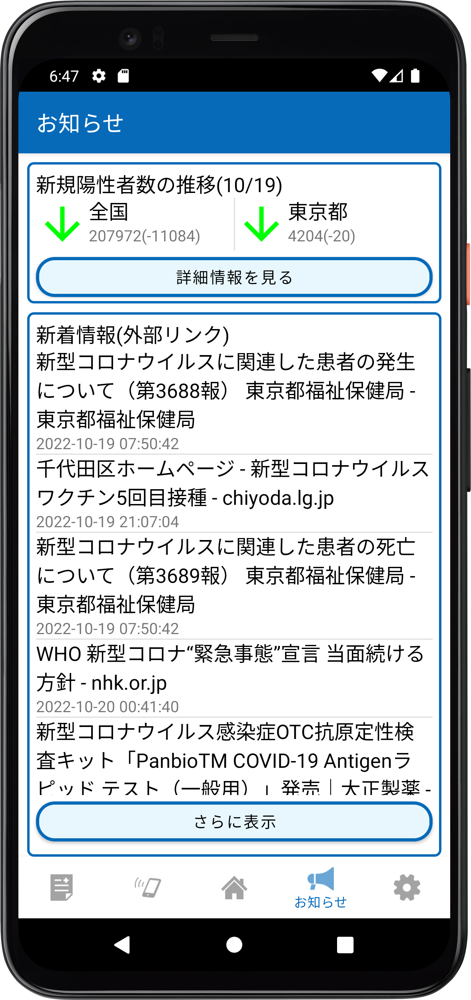 6:47
お知らせ
新規陽性者数の推移(10/19)
全国
207972(-11084)
東京都
4204(-20)
詳細情報を見る
新着情報(外部リンク)
新型コロナウイルスに関連した患者の発生
について（第3688報） 東京都福祉保健局 -
東京都福祉保健局
2022-10-19 07:50:42
千代田区ホームページ - 新型コロナウイルス
ワクチン5回目接種 - chiyoda.lg.jp
2022-10-19 21:07:04
新型コロナウイルスに関連した患者の死亡
について（第3689報） 東京都福祉保健局 -
東京都福祉保健局
2022-10-19 07:50:42
WHO 新型コロナ“緊急事態”宣言 当面続ける
方針 - nhk.or.jp
2022-10-20 00:41:40
新型コロナウイルス感染症OTC抗原定性検
査キット「PanbioTM COVID-19 Antigenラ
ピッド テスト（一般用）」発売｜大正製薬 -
さらに表示
お知らせ